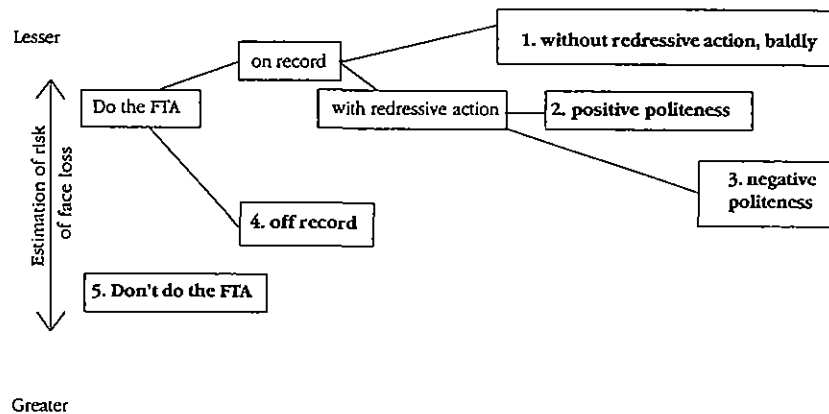 Lesser
1. without redressive action, baldly
on record
Do the FTA
with redressive action
2. positive politeness
Estimation of risk
of face loss
3. negative
politeness
4. off record
5. Don't do the FTA
Greater